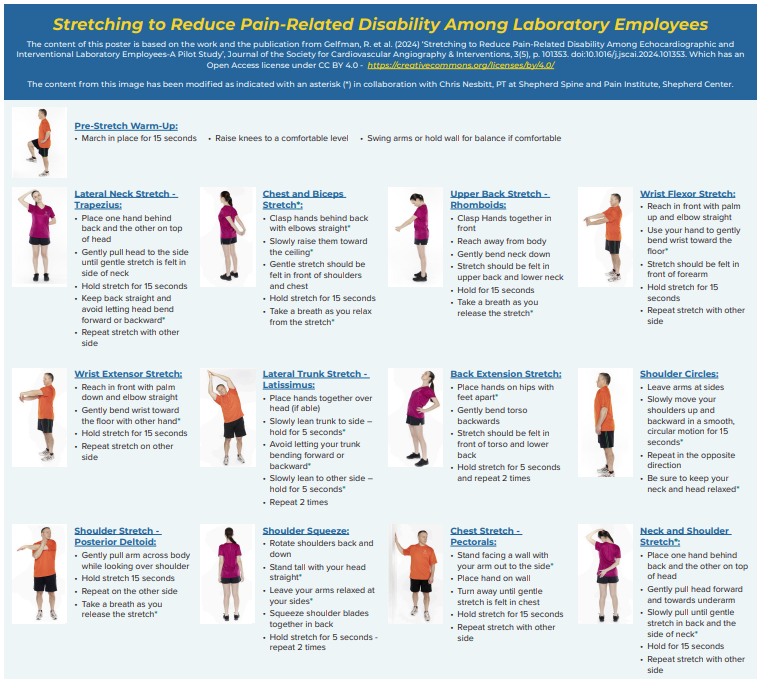 Stretching to Reduce Pain-Related Disability Among Laboratory Employees
The content of this poster is based on the work and the publication from Gelfman, R. et al. (2024) 'Stretching to Reduce Pain-Related Disability Among Echocardiographic and
Interventional Laboratory Employees-A Pilot Study', Journal of the Society for Cardiovascular Angiography & Interventions, 3(5), p. 101353. doi:10.1016/j.jscai.2024.101353. Which has an
Open Access license under CC BY 4.0 - https://creativecommons.org/licenses/by/4.0/
The content from this image has been modified as indicated with an asterisk (*) in collaboration with Chris Nesbitt, PT at Shepherd Spine and Pain Institute, Shepherd Center.
Pre-Stretch Warm-Up:
• March in place for 15 seconds • Raise knees to a comfortable level • Swing arms or hold wall for balance if comfortable
Lateral Neck Stretch -
Trapezius:
• Place one hand behind
back and the other on top
of head
• Gently pull head to the side
until gentle stretch is felt in
side of neck
• Hold stretch for 15 seconds
• Keep back straight and
avoid letting head bend
forward or backward*
• Repeat stretch with other
side
Chest and Biceps
Stretch*:
• Clasp hands behind back
with elbows straight*
• Slowly raise them toward
the ceiling*
• Gentle stretch should be
felt in front of shoulders
and chest
• Hold stretch for 15 seconds
• Take a breath as you relax
from the stretch*
Upper Back Stretch -
Rhomboids:
• Clasp Hands together in
front
• Reach away from body
• Gently bend neck down
• Stretch should be felt in
upper back and lower neck
• Hold for 15 seconds
• Take a breath as you
release the stretch*
Wrist Flexor Stretch:
• Reach in front with palm
up and elbow straight
• Use your hand to gently
bend wrist toward the
floor*
• Stretch should be felt in
front of forearm
• Hold stretch for 15
seconds
• Repeat stretch with other
side
Wrist Extensor Stretch:
• Reach in front with palm
down and elbow straight
• Gently bend wrist toward
the floor with other hand*
• Hold stretch for 15 seconds
• Repeat stretch on other
side
Lateral Trunk Stretch -
Latissimus:
• Place hands together over
head (if able)
• Slowly lean trunk to side –
hold for 5 seconds*
• Avoid letting your trunk
bending forward or
backward*
• Slowly lean to other side –
hold for 5 seconds*
• Repeat 2 times
Back Extension Stretch:
• Place hands on hips with
feet apart*
• Gently bend torso
backwards
• Stretch should be felt in
front of torso and lower
back
• Hold stretch for 5 seconds
and repeat 2 times
Shoulder Circles:
• Leave arms at sides
• Slowly move your
shoulders up and
backward in a smooth,
circular motion for 15
seconds*
• Repeat in the opposite
direction
• Be sure to keep your
neck and head relaxed*
Shoulder Stretch -
Posterior Deltoid:
• Gently pull arm across body
while looking over shoulder
• Hold stretch 15 seconds
• Repeat on the other side
• Take a breath as you
release the stretch*
Shoulder Squeeze:
• Rotate shoulders back and
down
• Stand tall with your head
straight*
• Leave your arms relaxed at
your sides*
• Squeeze shoulder blades
together in back
• Hold stretch for 5 seconds -
repeat 2 times
Chest Stretch -
Pectorals:
• Stand facing a wall with
your arm out to the side*
• Place hand on wall
• Turn away until gentle
stretch is felt in chest
• Hold stretch for 15 seconds
• Repeat stretch with other
side
Neck and Shoulder
Stretch*:
• Place one hand behind
back and the other on top
of head
• Gently pull head forward
and towards underarm
• Slowly pull until gentle
stretch in back and the
side of neck*
• Hold for 15 seconds
• Repeat stretch with other
side